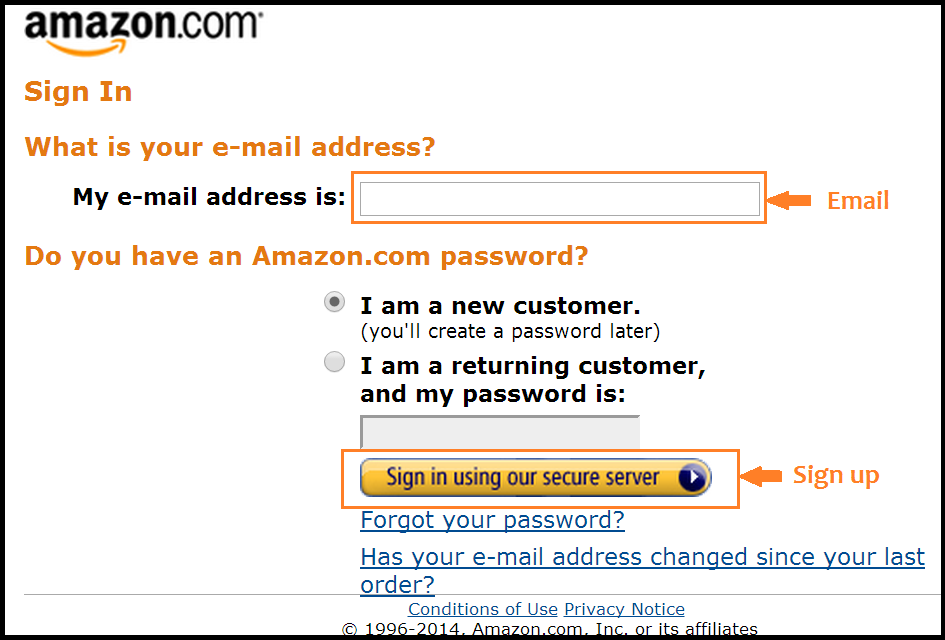 amazon.com
Sign In
What is your e-mail address?
My e-mail address is:
Email
Do you have an Amazon.com password?
I am a new customer.
(you'll create a password later)
I am a returning customer,
and my password is:
Sign in using our secure server
Sign up
Forgot your password?
Has your e-mail address changed since your last
order?
Conditions of Use Privacy Notice
© 1996-2014, Amazon.com, Inc. or its affiliates